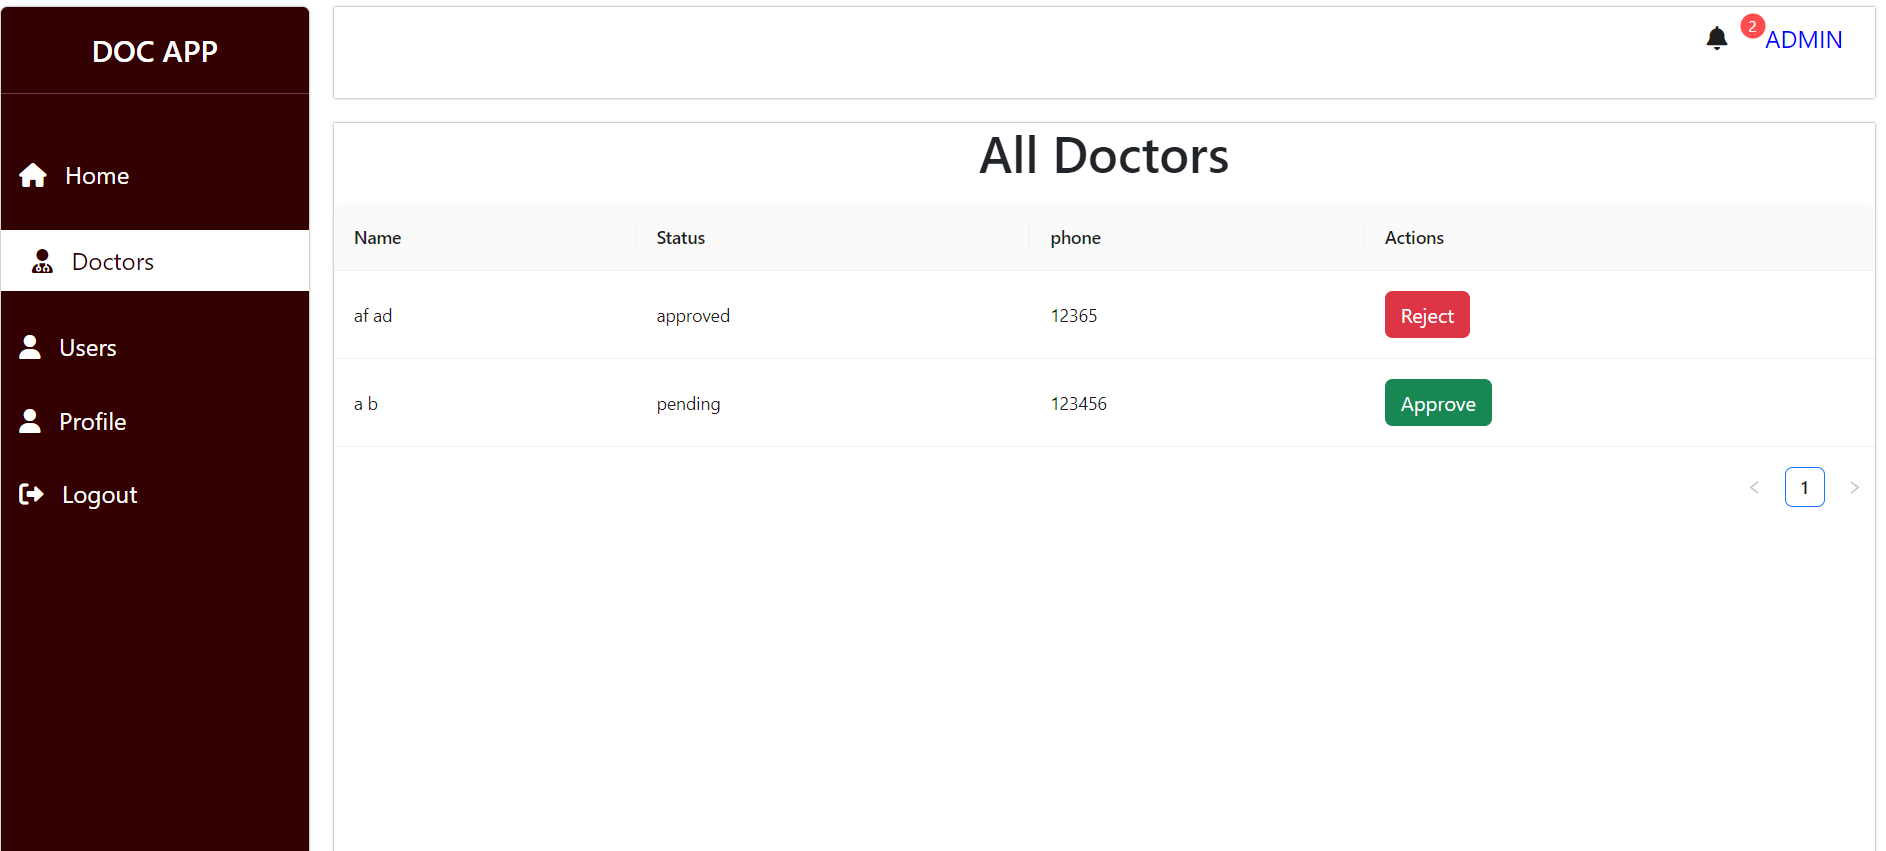 DOC APP
Home
Doctors
Users
Profile
Logout
2
ADMIN
All Doctors
Name Status phone Actions
af ad approved 12365 Reject
a b pending 123456 Approve
< 1 >